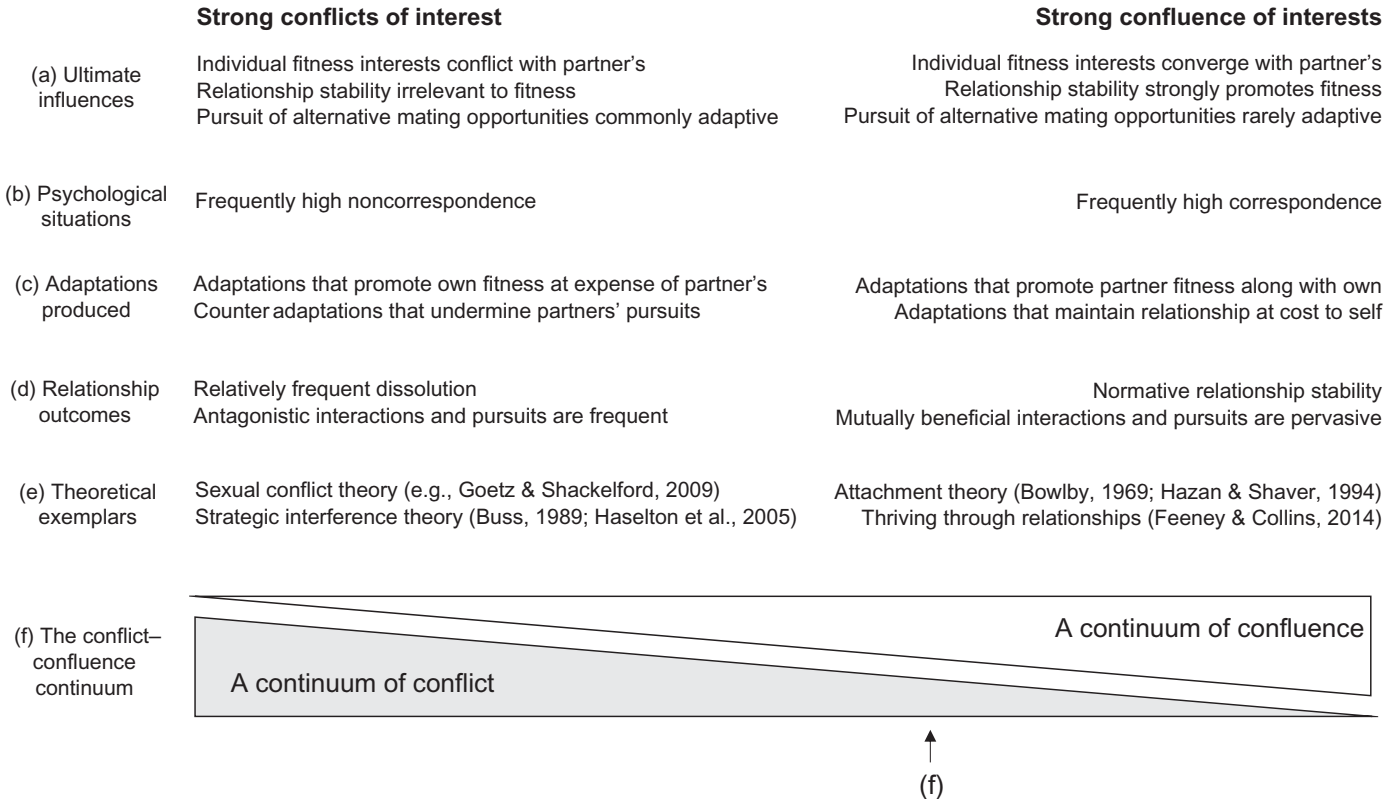 Strong conflicts of interest
Strong confluence of interests
(a) Ultimate
influences
Individual fitness interests conflict with partner's
Relationship stability irrelevant to fitness
Pursuit of alternative mating opportunities commonly adaptive
Individual fitness interests converge with partner's
Relationship stability strongly promotes fitness
Pursuit of alternative mating opportunities rarely adaptive
(b) Psychological
situations
Frequently high noncorrespondence
Frequently high correspondence
(c) Adaptations
produced
Adaptations that promote own fitness at expense of partner's
Counter adaptations that undermine partners' pursuits
Adaptations that promote partner fitness along with own
Adaptations that maintain relationship at cost to self
(d) Relationship
outcomes
Relatively frequent dissolution
Antagonistic interactions and pursuits are frequent
Normative relationship stability
Mutually beneficial interactions and pursuits are pervasive
(e) Theoretical
exemplars
Sexual conflict theory (e.g., Goetz & Shackelford, 2009)
Strategic interference theory (Buss, 1989; Haselton et al., 2005)
Attachment theory (Bowlby, 1969; Hazan & Shaver, 1994)
Thriving through relationships (Feeney & Collins, 2014)
(f) The conflict–
confluence
continuum
A continuum of confluence
A continuum of conflict
(f)